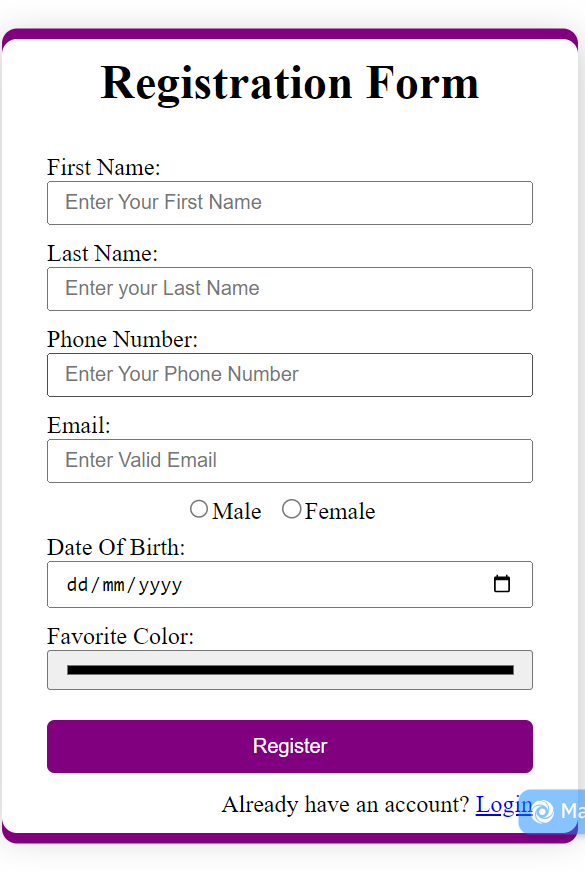 Registration Form
First Name:
Enter Your First Name
Last Name:
Enter your Last Name
Phone Number:
Enter Your Phone Number
Email:
Enter Valid Email
Male Female
Date Of Birth:
dd/mm/yyyy
Favorite Color:
Register
Already have an account? Login
Ma